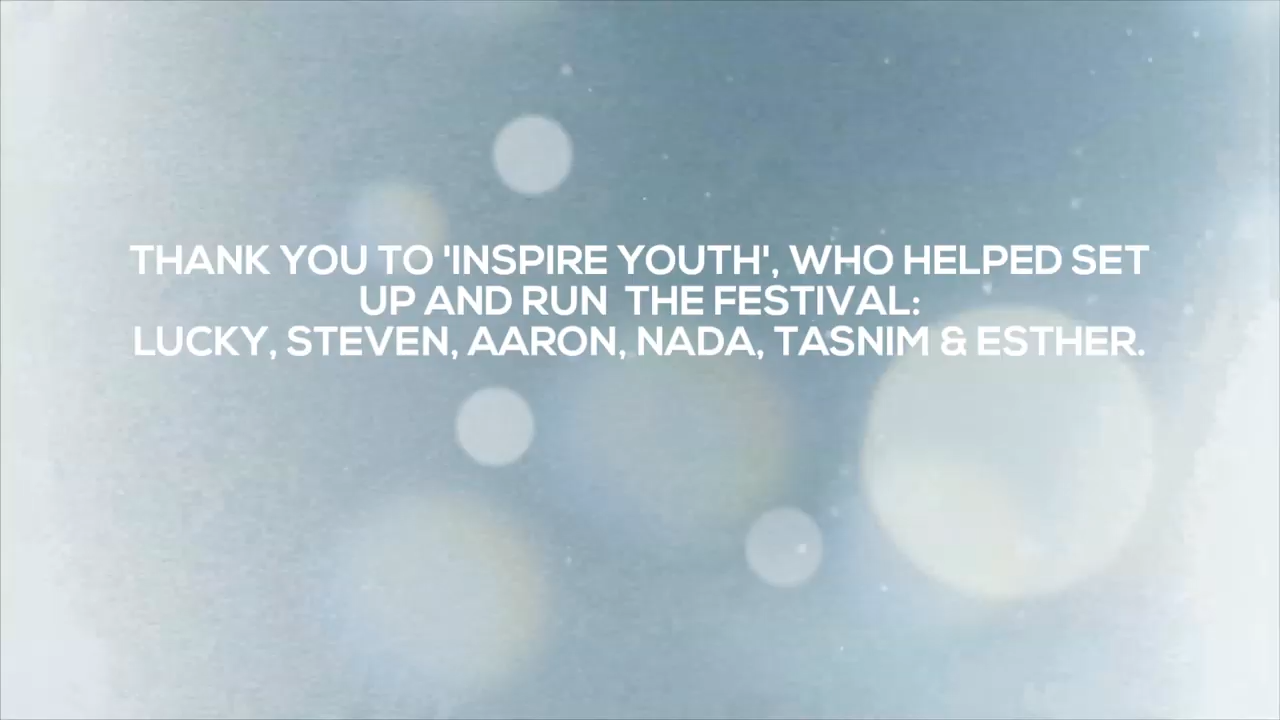 THANK YOU TO 'INSPIRE YOUTH', WHO HELPED SET
UP AND RUN  THE FESTIVAL:
LUCKY, STEVEN, AARON, NADA, TASNIM & ESTHER.